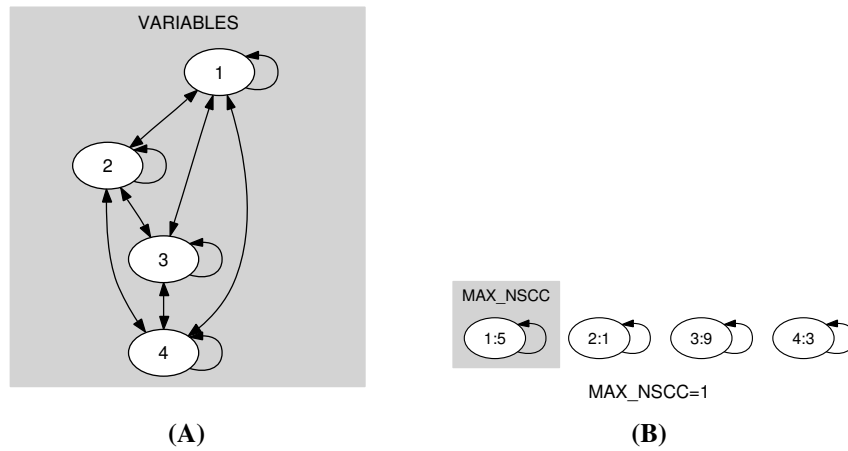 VARIABLES
1
2
3
4
MAX_NSCC
1:5 2:1 3:9 4:3
MAX_NSCC=1
(A) (B)